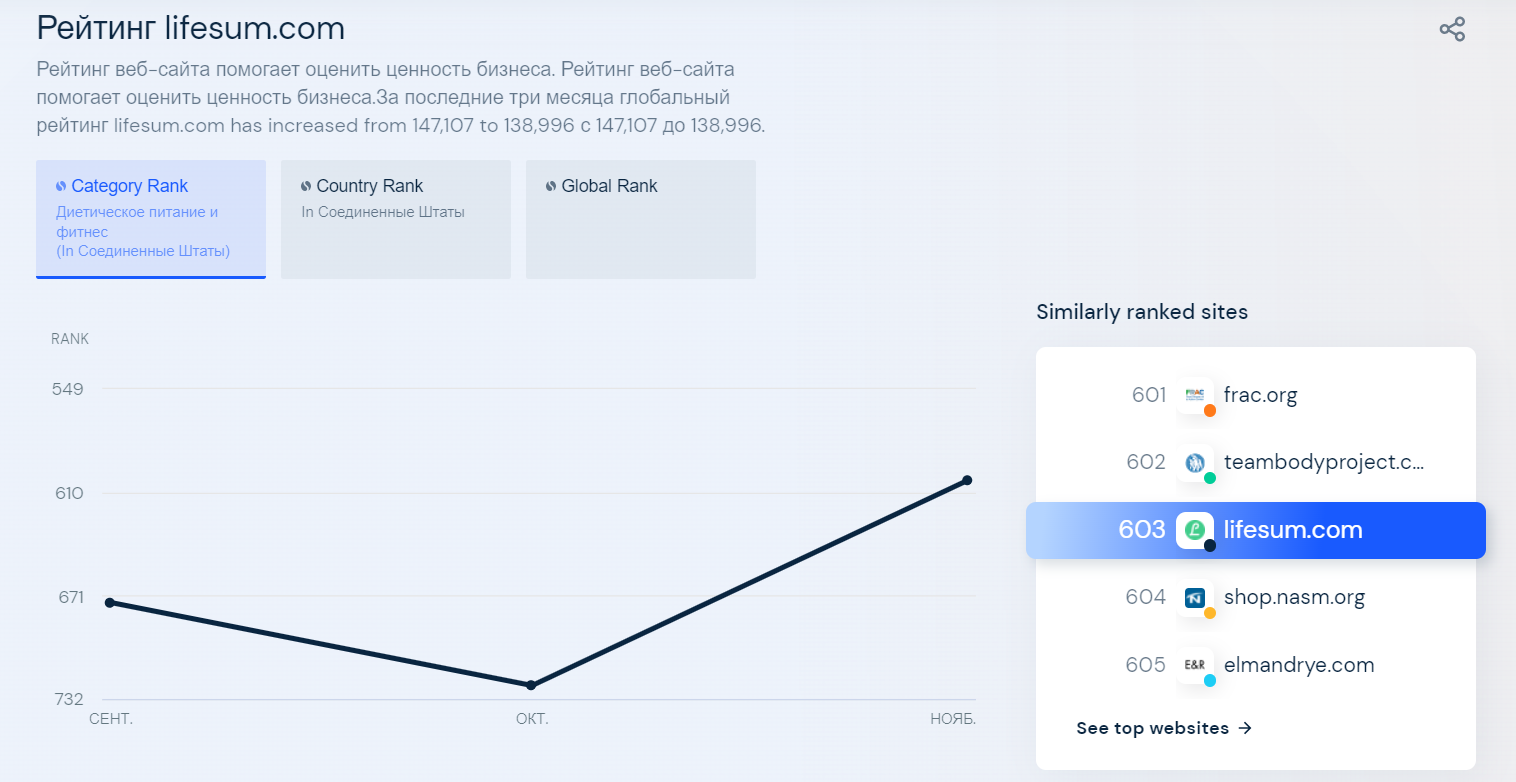 Рейтинг lifesum.com
Рейтинг веб-сайта помогает оценить ценность бизнеса. Рейтинг веб-сайта
помогает оценить ценность бизнеса.За последние три месяца глобальный
рейтинг lifesum.com has increased from 147,107 to 138,996 с 147,107 до 138,996.
Category Rank
Диетическое питание и
фитнес
(In Соединенные Штаты)
Country Rank
In Соединенные Штаты
Global Rank
RANK
549
610
671
732
СЕНТ.
ОКТ.
НОЯБ.
Similarly ranked sites
601 frac.org
602 teambodyproject.c...
603 lifesum.com
604 shop.nasm.org
605 E&R elmandrye.com
See top websites →